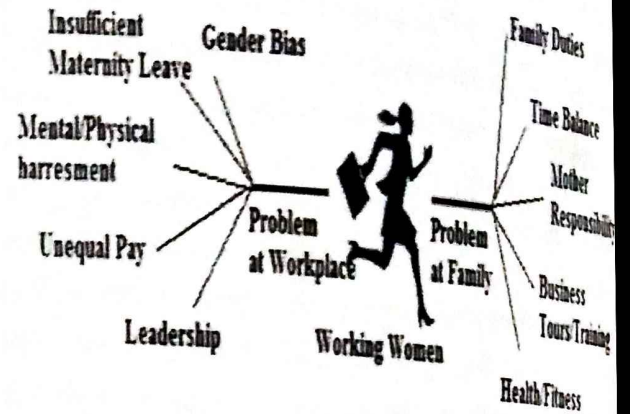 Insufficient
Maternity Leave
Gender Bias
Mental/Physical
harresment
Unequal Pay
Leadership
Problem
at Workplace
Working Women
Problem
at Family
Family Duties
Time Balance
Mother
Responsibility
Business
Tours/Training
Health/Fitness